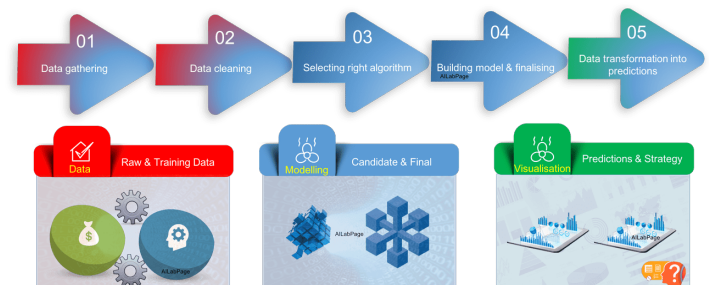 01
Data gathering
02
Data cleaning
03
Selecting right algorithm
04
Building model & finalising
AILabPage
05
Data transformation into
predictions
Data
Raw & Training Data
$
AILabPage
Modelling
Candidate & Final
AILabPage
Visualisation
Predictions & Strategy
AILabPage
?